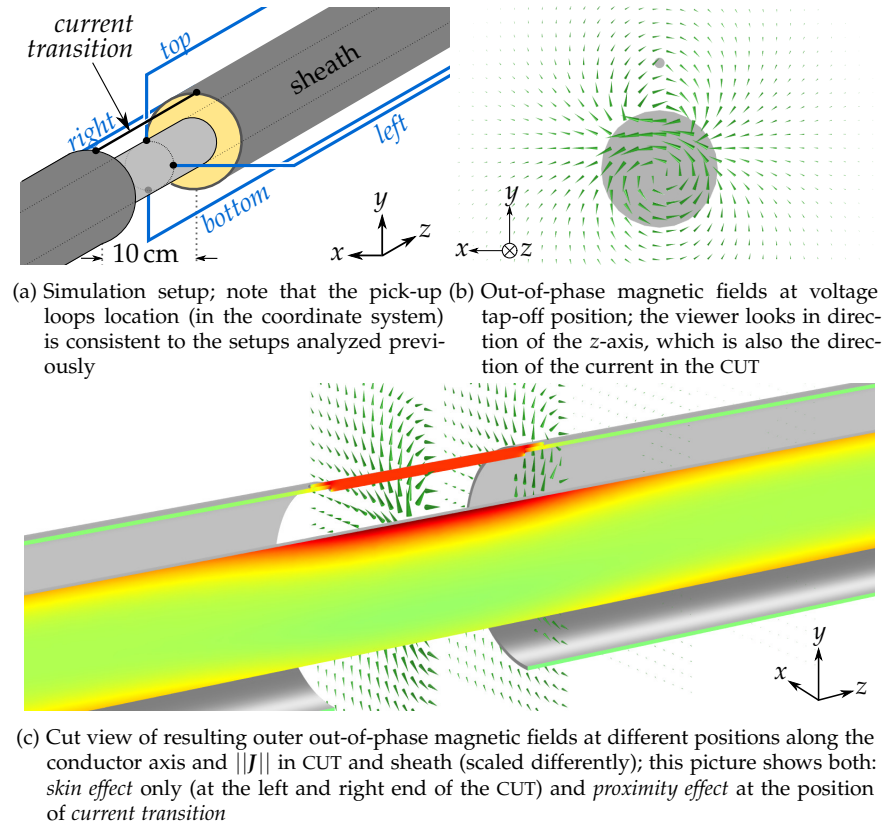 current
transition
top
sheath
right
left
bottom
10 cm
y
x
z
y
x
z
(a) Simulation setup; note that the pick-up
loops location (in the coordinate system)
is consistent to the setups analyzed previ-
ously
(b) Out-of-phase magnetic fields at voltage
tap-off position; the viewer looks in direc-
tion of the z-axis, which is also the direc-
tion of the current in the CUT
y
x
z
(c) Cut view of resulting outer out-of-phase magnetic fields at different positions along the
conductor axis and ||J|| in CUT and sheath (scaled differently); this picture shows both:
skin effect only (at the left and right end of the CUT) and proximity effect at the position
of current transition